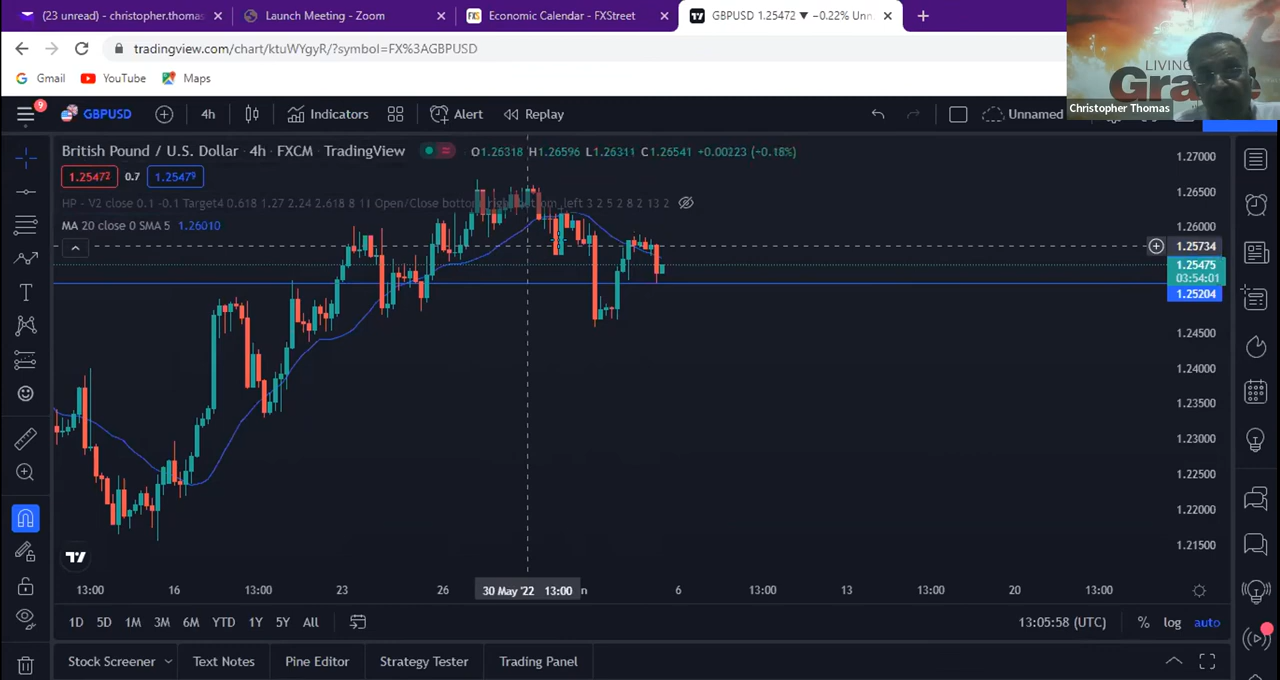 (23 unread) - christopher.thomas
Launch Meeting - Zoom
Economic Calendar - FXStreet
GBPUSD 1.25472 ▼ −0.22% Unn
tradingview.com/chart/ktuWYgyR/?symbol=FX%3AGBPUSD
Gmail
YouTube
Maps
LIVING
Gra
Christopher Thomas
9
GBPUSD
4h
Indicators
Alert
Replay
Unnamed
British Pound / U.S. Dollar · 4h · FXCM · TradingView
O1.26318 H1.26596 L1.26311 C1.26541 +0.00223 (+0.18%)
1.25472
0.7
1.25479
HP - V2 close 0.1 -0.1 Target4 0.618 1.27 2.24 2.618 8 11 Open/Close bottom_right bottom_left 3 2 5 2 8 2 13 2
MA 20 close 0 SMA 5 1.26010
1.27000
1.26500
1.26000
1.25734
1.25475
03:54:01
1.25204
1.24500
1.24000
1.23500
1.23000
1.22500
1.22000
1.21500
13:00
16
13:00
23
26
30 May '22 13:00
n
6
13:00
13
13:00
20
13:00
1D 5D 1M 3M 6M YTD 1Y 5Y All
13:05:58 (UTC)
% log auto
Stock Screener
Text Notes
Pine Editor
Strategy Tester
Trading Panel